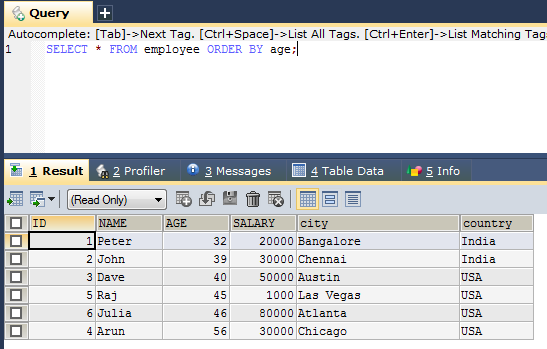 Query
Autocomplete: [Tab]->Next Tag. [Ctrl+Space]->List All Tags. [Ctrl+Enter]->List Matching Tag
1 SELECT * FROM employee ORDER BY age;
1 Result 2 Profiler 3 Messages 4 Table Data 5 Info
(Read Only)
ID NAME AGE SALARY city country
1 Peter 32 20000 Bangalore India
2 John 39 30000 Chennai India
3 Dave 40 50000 Austin USA
5 Raj 45 1000 Las Vegas USA
6 Julia 46 80000 Atlanta USA
4 Arun 56 30000 Chicago USA